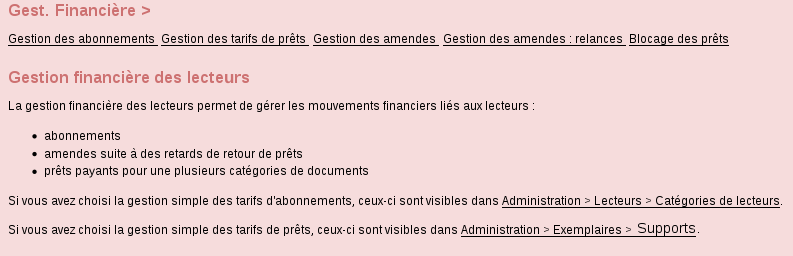 Gest. Financière >
Gestion des abonnements Gestion des tarifs de prêts Gestion des amendes Gestion des amendes : relances Blocage des prêts
Gestion financière des lecteurs
La gestion financière des lecteurs permet de gérer les mouvements financiers liés aux lecteurs :
• abonnements
• amendes suite à des retards de retour de prêts
• prêts payants pour une plusieurs catégories de documents
Si vous avez choisi la gestion simple des tarifs d'abonnements, ceux-ci sont visibles dans Administration > Lecteurs > Catégories de lecteurs.
Si vous avez choisi la gestion simple des tarifs de prêts, ceux-ci sont visibles dans Administration > Exemplaires > Supports.